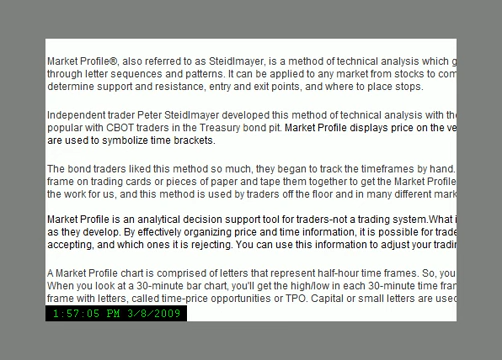 Market Profile®, also referred to as Steidlmayer, is a method of technical analysis which g
through letter sequences and patterns. It can be applied to any market from stocks to com
determine support and resistance, entry and exit points, and where to place stops.
Independent trader Peter Steidlmayer developed this method of technical analysis with the
popular with CBOT traders in the Treasury bond pit. Market Profile displays price on the ve
are used to symbolize time brackets.
The bond traders liked this method so much, they began to track the timeframes by hand.
frame on trading cards or pieces of paper and tape them together to get the Market Profile
the work for us, and this method is used by traders off the floor and in many different mark
Market Profile is an analytical decision support tool for traders-not a trading system.What i
as they develop. By effectively organizing price and time information, it is possible for trade
accepting, and which ones it is rejecting. You can use this information to adjust your tradin
A Market Profile chart is comprised of letters that represent half-hour time frames. So, you
When you look at a 30-minute bar chart, you'll get the high/low in each 30-minute time fran
frame with letters, called time-price opportunities or TPO. Capital or small letters are used
1:57:05 PM 3/8/2009